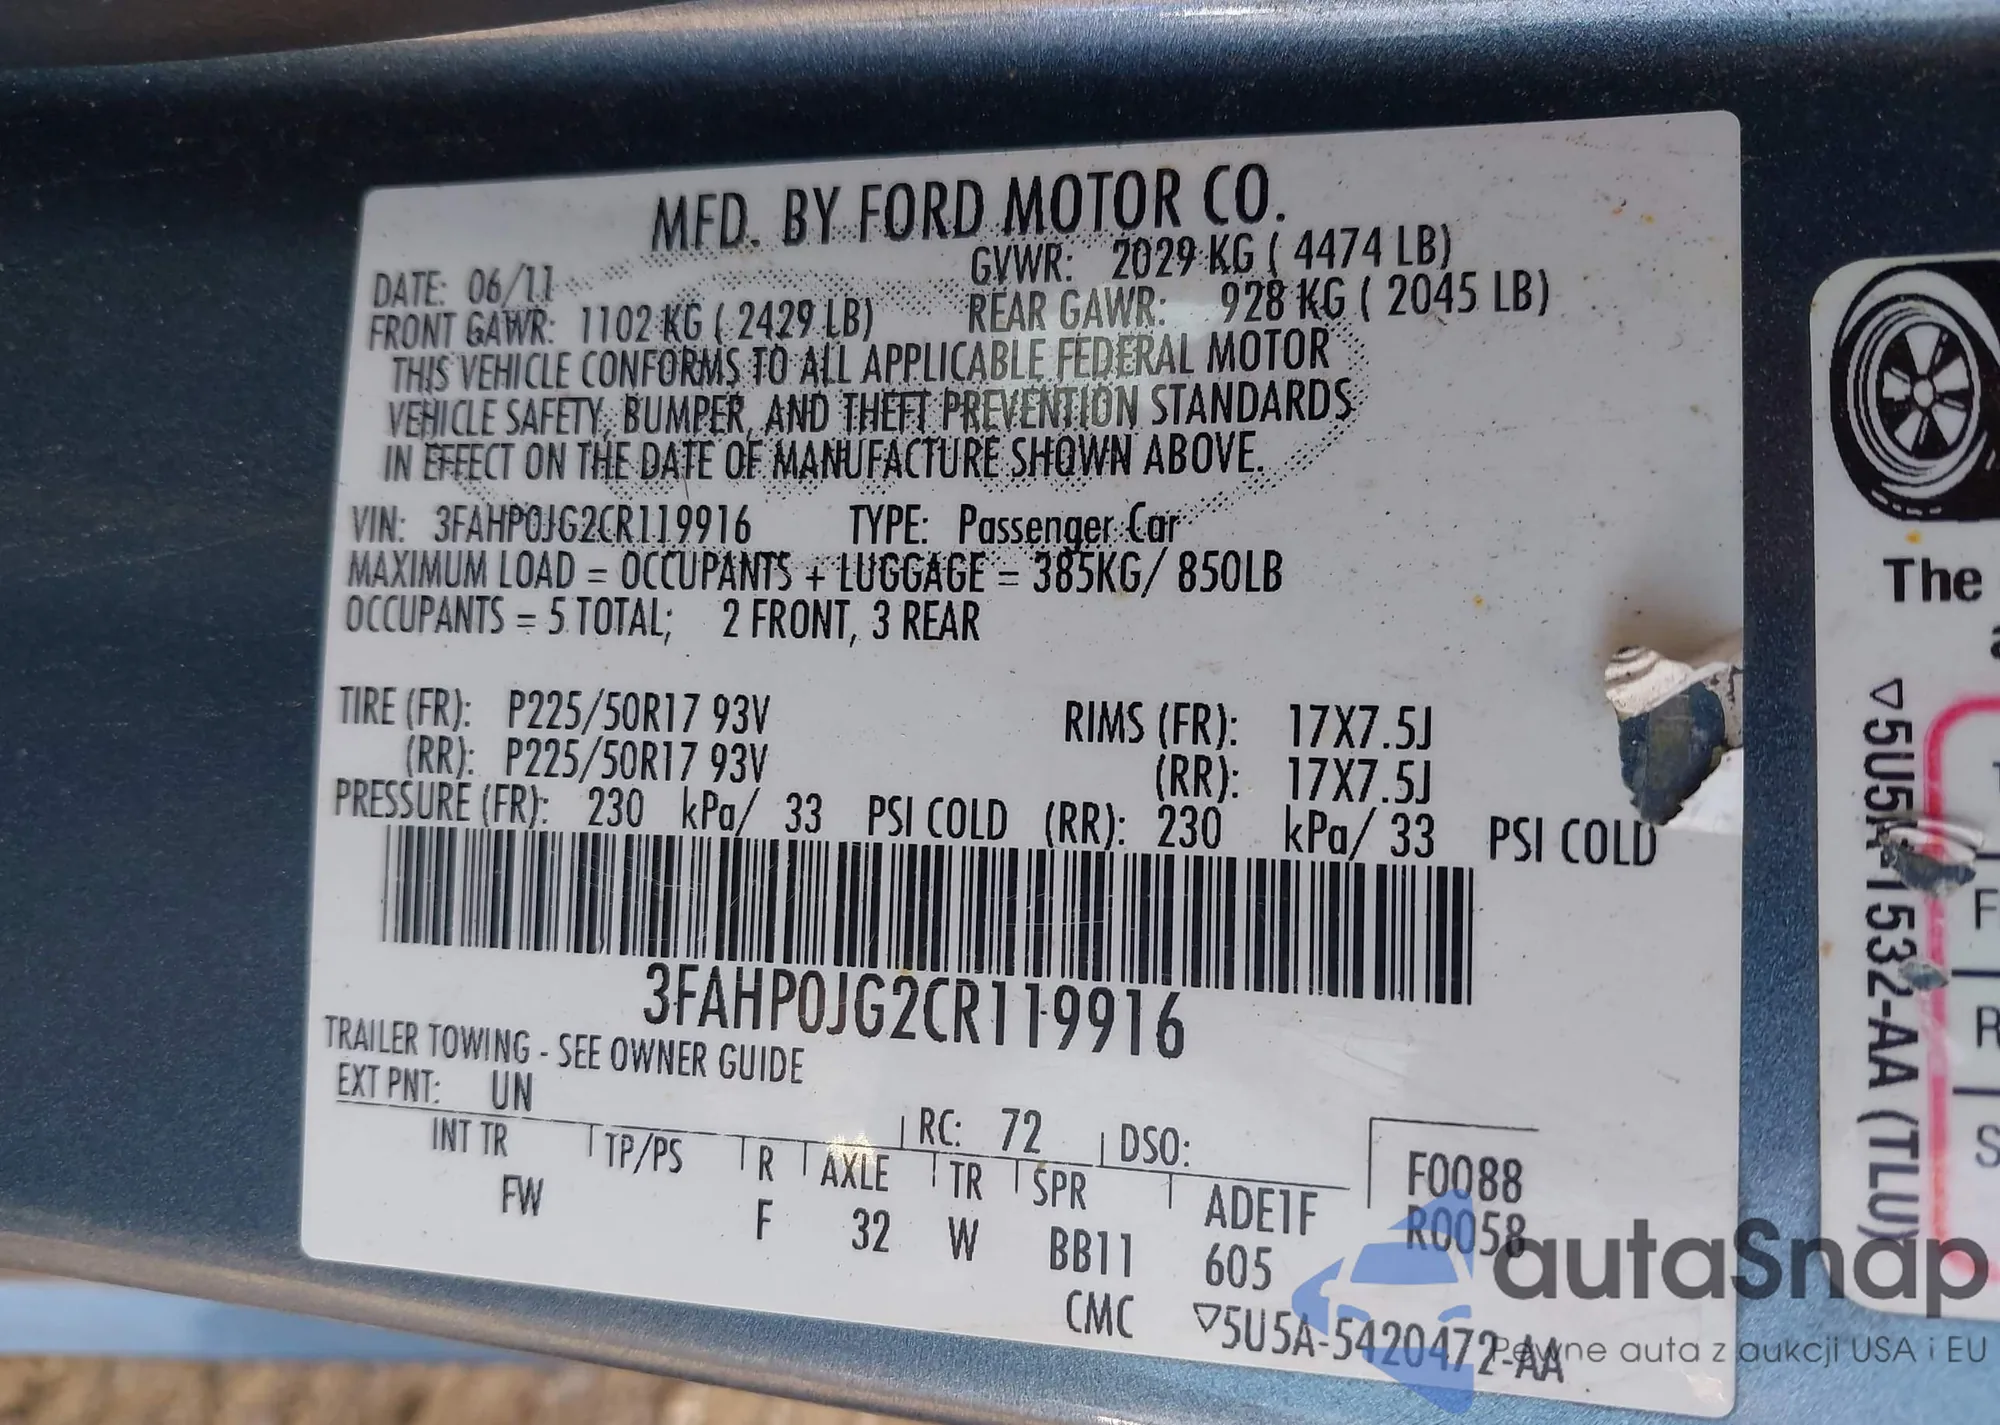 MFD. BY FORD MOTOR CO.
DATE: 06/11 GVWR: 2029 KG ( 4474 LB)
FRONT GAWR: 1102 KG ( 2429 LB) REAR GAWR: 928 KG ( 2045 LB)
THIS VEHICLE CONFORMS TO ALL APPLICABLE FEDERAL MOTOR
VEHICLE SAFETY, BUMPER, AND THEFT PREVENTION STANDARDS
IN EFFECT ON THE DATE OF MANUFACTURE SHOWN ABOVE.
VIN: 3FAHP0JG2CR119916 TYPE: Passenger Car
MAXIMUM LOAD = OCCUPANTS + LUGGAGE = 385KG/ 850LB
OCCUPANTS = 5 TOTAL; 2 FRONT, 3 REAR
TIRE (FR): P225/50R17 93V RIMS (FR): 17X7.5J
(RR): P225/50R17 93V (RR): 17X7.5J
PRESSURE (FR): 230 kPa/ 33 PSI COLD (RR): 230 kPa/ 33 PSI COLD
3FAHP0JG2CR119916
TRAILER TOWING - SEE OWNER GUIDE
EXT PNT: UN RC: 72 DSO: F0088
INT TR TP/PS R AXLE TR SPR ADE1F R0058
FW F 32 W BB11 605
CMC ▽5U5A-5420472-AA
The
▽5U5A-1532-AA (TLU)
F
R
S
autaSnap
Pewne auta z aukcji USA i EU